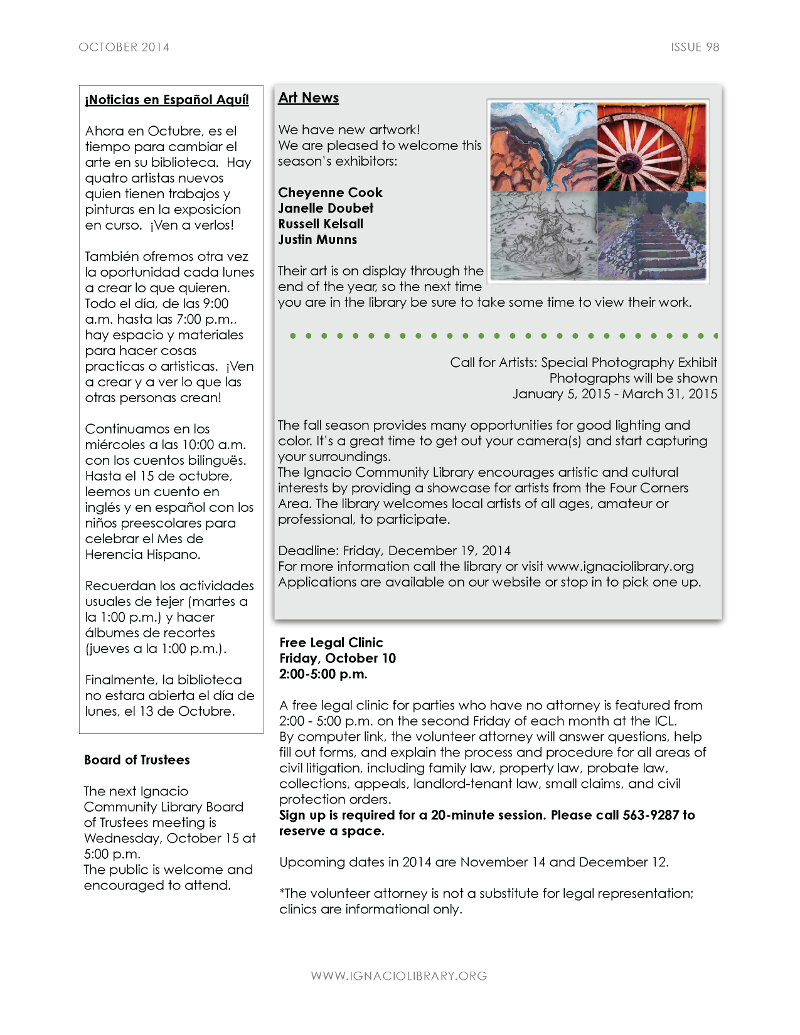 OCTOBER 2014
ISSUE 98
¡Noticias en Español Aquí!
Ahora en Octubre, es el
tiempo para cambiar el
arte en su biblioteca.  Hay
quatro artistas nuevos
quien tienen trabajos y
pinturas en la exposicíon
en curso.  ¡Ven a verlos!
También ofremos otra vez
la oportunidad cada lunes
a crear lo que quieren.
Todo el día, de las 9:00
a.m. hasta las 7:00 p.m.,
hay espacio y materiales
para hacer cosas
practicas o artisticas.  ¡Ven
a crear y a ver lo que las
otras personas crean!
Continuamos en los
miércoles a las 10:00 a.m.
con los cuentos bilinguës.
Hasta el 15 de octubre,
leemos un cuento en
inglés y en español con los
niños preescolares para
celebrar el Mes de
Herencia Hispano.
Recuerdan los actividades
usuales de tejer (martes a
la 1:00 p.m.) y hacer
álbumes de recortes
(jueves a la 1:00 p.m.).
Finalmente, la biblioteca
no estara abierta el día de
lunes, el 13 de Octubre.
Board of Trustees
The next Ignacio
Community Library Board
of Trustees meeting is
Wednesday, October 15 at
5:00 p.m.
The public is welcome and
encouraged to attend.
Art News
We have new artwork!
We are pleased to welcome this
season's exhibitors:
Cheyenne Cook
Janelle Doubet
Russell Kelsall
Justin Munns
Their art is on display through the
end of the year, so the next time
you are in the library be sure to take some time to view their work.
Call for Artists: Special Photography Exhibit
Photographs will be shown
January 5, 2015 - March 31, 2015
The fall season provides many opportunities for good lighting and
color. It's a great time to get out your camera(s) and start capturing
your surroundings.
The Ignacio Community Library encourages artistic and cultural
interests by providing a showcase for artists from the Four Corners
Area. The library welcomes local artists of all ages, amateur or
professional, to participate.
Deadline: Friday, December 19, 2014
For more information call the library or visit www.ignaciolibrary.org
Applications are available on our website or stop in to pick one up.
Free Legal Clinic
Friday, October 10
2:00-5:00 p.m.
A free legal clinic for parties who have no attorney is featured from
2:00 - 5:00 p.m. on the second Friday of each month at the ICL.
By computer link, the volunteer attorney will answer questions, help
fill out forms, and explain the process and procedure for all areas of
civil litigation, including family law, property law, probate law,
collections, appeals, landlord-tenant law, small claims, and civil
protection orders.
Sign up is required for a 20-minute session. Please call 563-9287 to
reserve a space.
Upcoming dates in 2014 are November 14 and December 12.
*The volunteer attorney is not a substitute for legal representation;
clinics are informational only.
WWW.IGNACIOLIBRARY.ORG